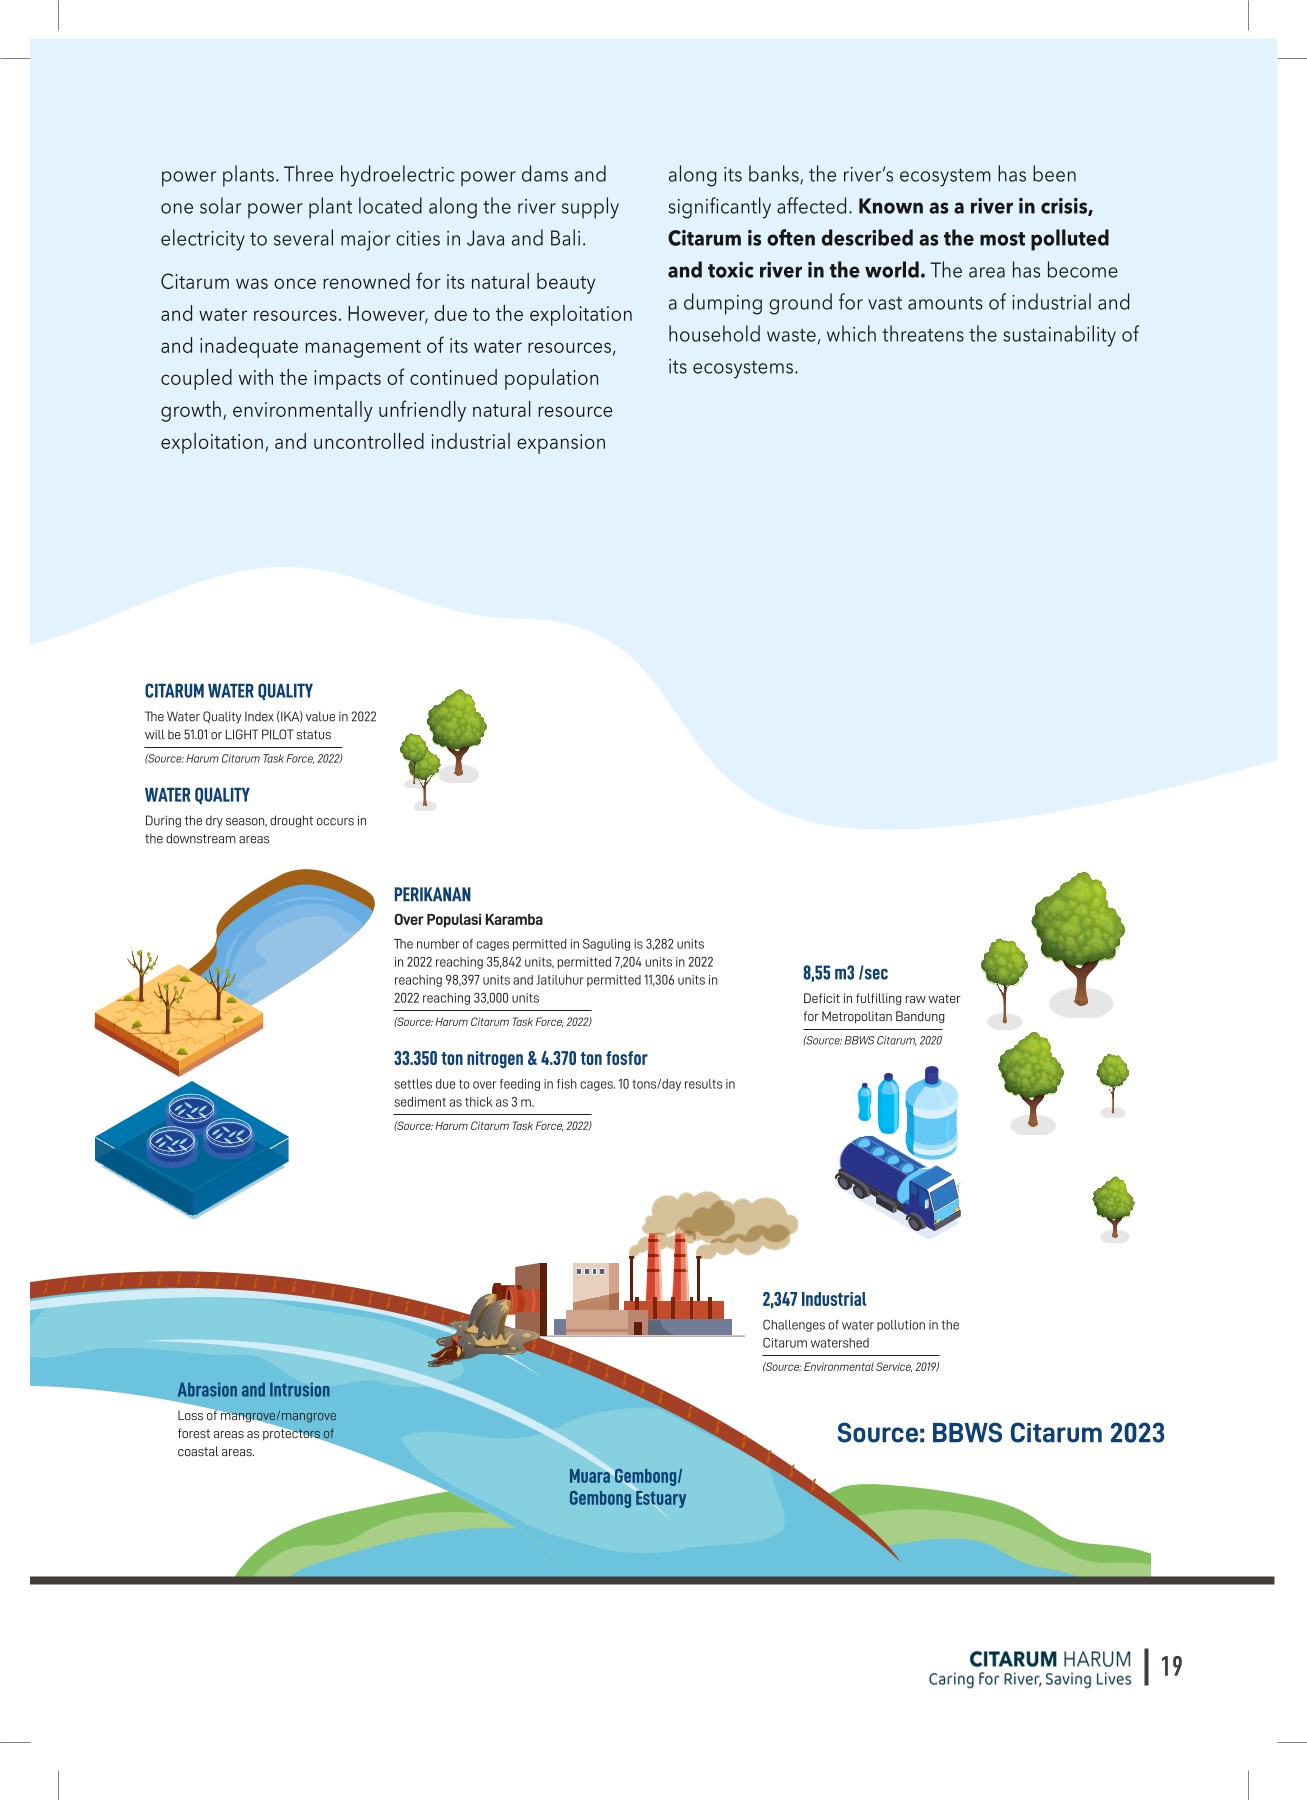 power plants. Three hydroelectric power dams and
one solar power plant located along the river supply
electricity to several major cities in Java and Bali.
Citarum was once renowned for its natural beauty
and water resources. However, due to the exploitation
and inadequate management of its water resources,
coupled with the impacts of continued population
growth, environmentally unfriendly natural resource
exploitation, and uncontrolled industrial expansion
along its banks, the river’s ecosystem has been
significantly affected. Known as a river in crisis,
Citarum is often described as the most polluted
and toxic river in the world. The area has become
a dumping ground for vast amounts of industrial and
household waste, which threatens the sustainability of
its ecosystems.
CITARUM WATER QUALITY
The Water Quality Index (IKA) value in 2022
will be 51.01 or LIGHT PILOT status
(Source: Harum Citarum Task Force, 2022)
WATER QUALITY
During the dry season, drought occurs in
the downstream areas
PERIKANAN
Over Populasi Karamba
The number of cages permitted in Saguling is 3,282 units
in 2022 reaching 35,842 units, permitted 7,204 units in 2022
reaching 98,397 units and Jatiluhur permitted 11,306 units in
2022 reaching 33,000 units
(Source: Harum Citarum Task Force, 2022)
33.350 ton nitrogen & 4.370 ton fosfor
settles due to over feeding in fish cages. 10 tons/day results in
sediment as thick as 3 m.
(Source: Harum Citarum Task Force, 2022)
8,55 m3 /sec
Deficit in fulfilling raw water
for Metropolitan Bandung
(Source: BBWS Citarum, 2020
2,347 Industrial
Challenges of water pollution in the
Citarum watershed
(Source: Environmental Service, 2019)
Abrasion and Intrusion
Loss of mangrove/mangrove
forest areas as protectors of
coastal areas.
Source: BBWS Citarum 2023
Muara Gembong/
Gembong Estuary
CITARUM HARUM
Caring for River, Saving Lives
19